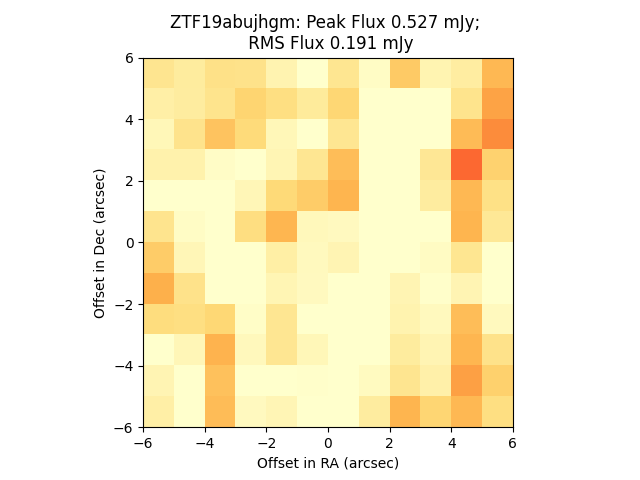 ZTF19abujhgm: Peak Flux 0.527 mJy;
RMS Flux 0.191 mJy
6
4
2
0
−2
−4
−6
Offset in Dec (arcsec)
−6 −4 −2 0 2 4 6
Offset in RA (arcsec)